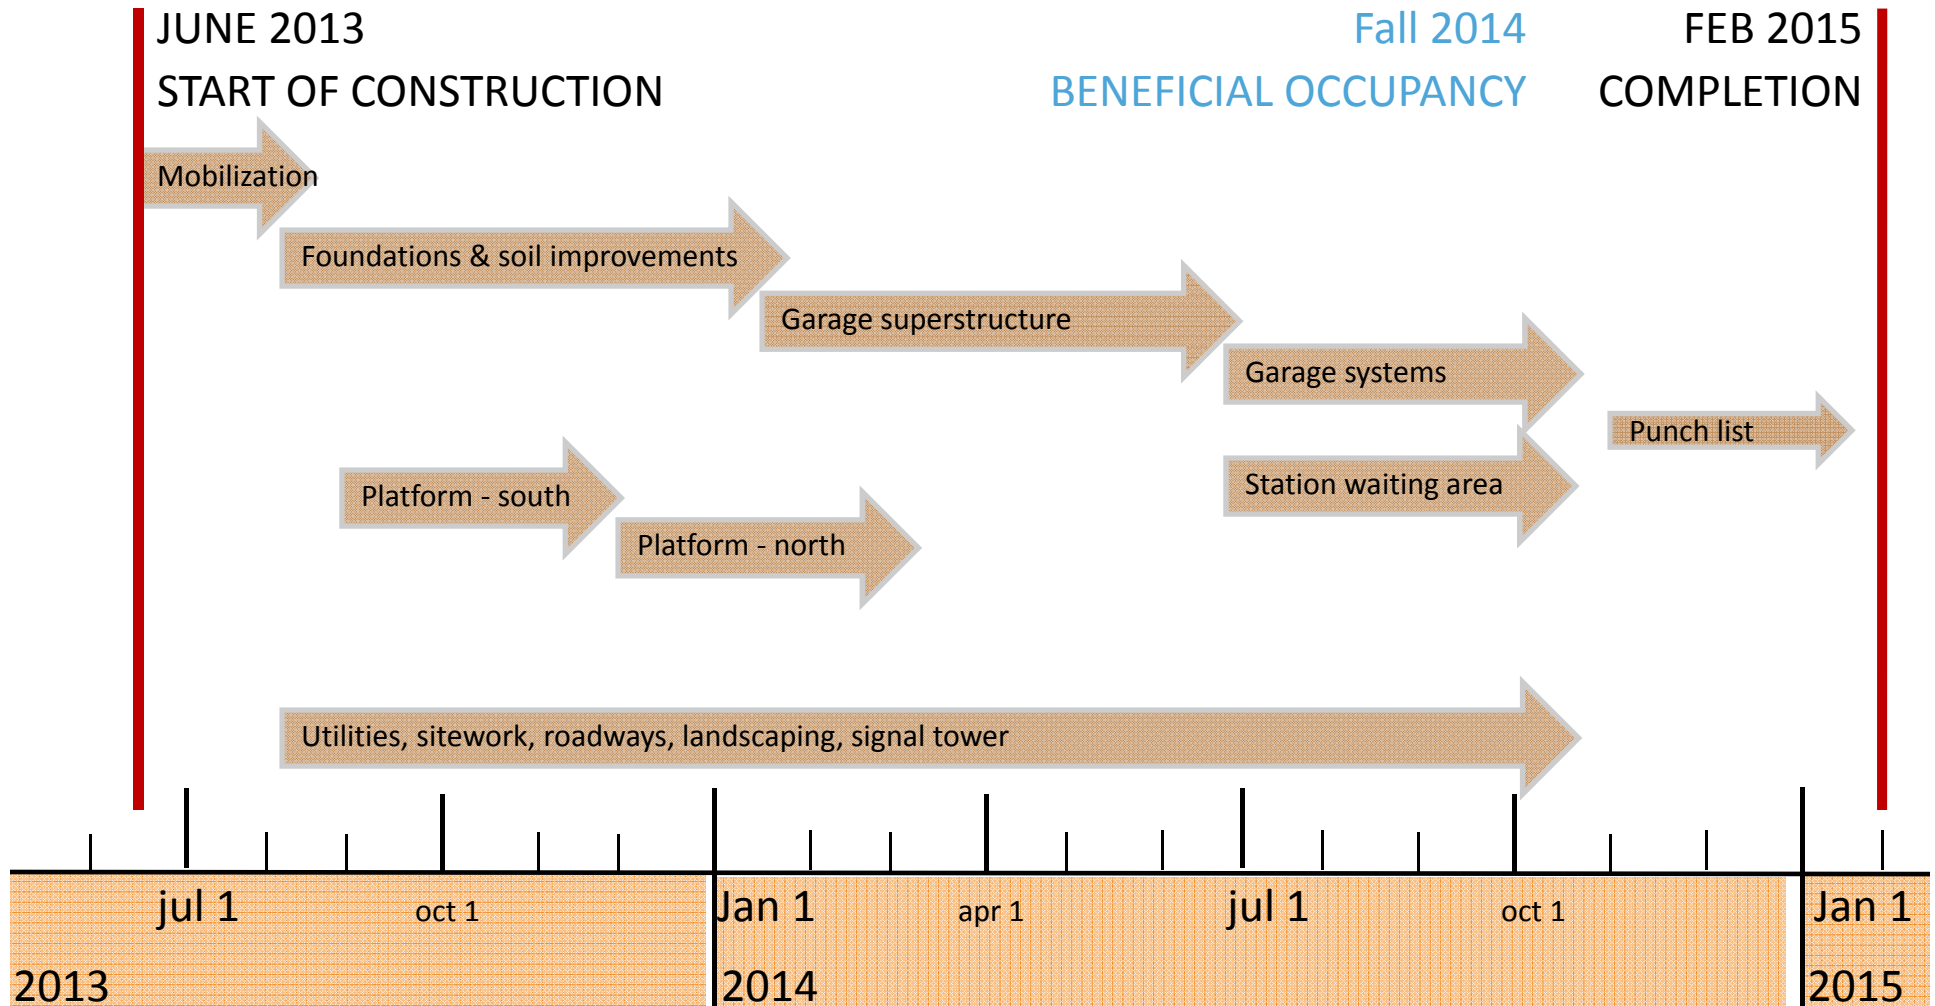 JUNE 2013
START OF CONSTRUCTION
Fall 2014
BENEFICIAL OCCUPANCY
FEB 2015
COMPLETION
Mobilization
Foundations & soil improvements
Garage superstructure
Garage systems
Punch list
Station waiting area
Platform - south
Platform - north
Utilities, sitework, roadways, landscaping, signal tower
jul 1
oct 1
Jan 1
apr 1
jul 1
oct 1
Jan 1
2013
2014
2015